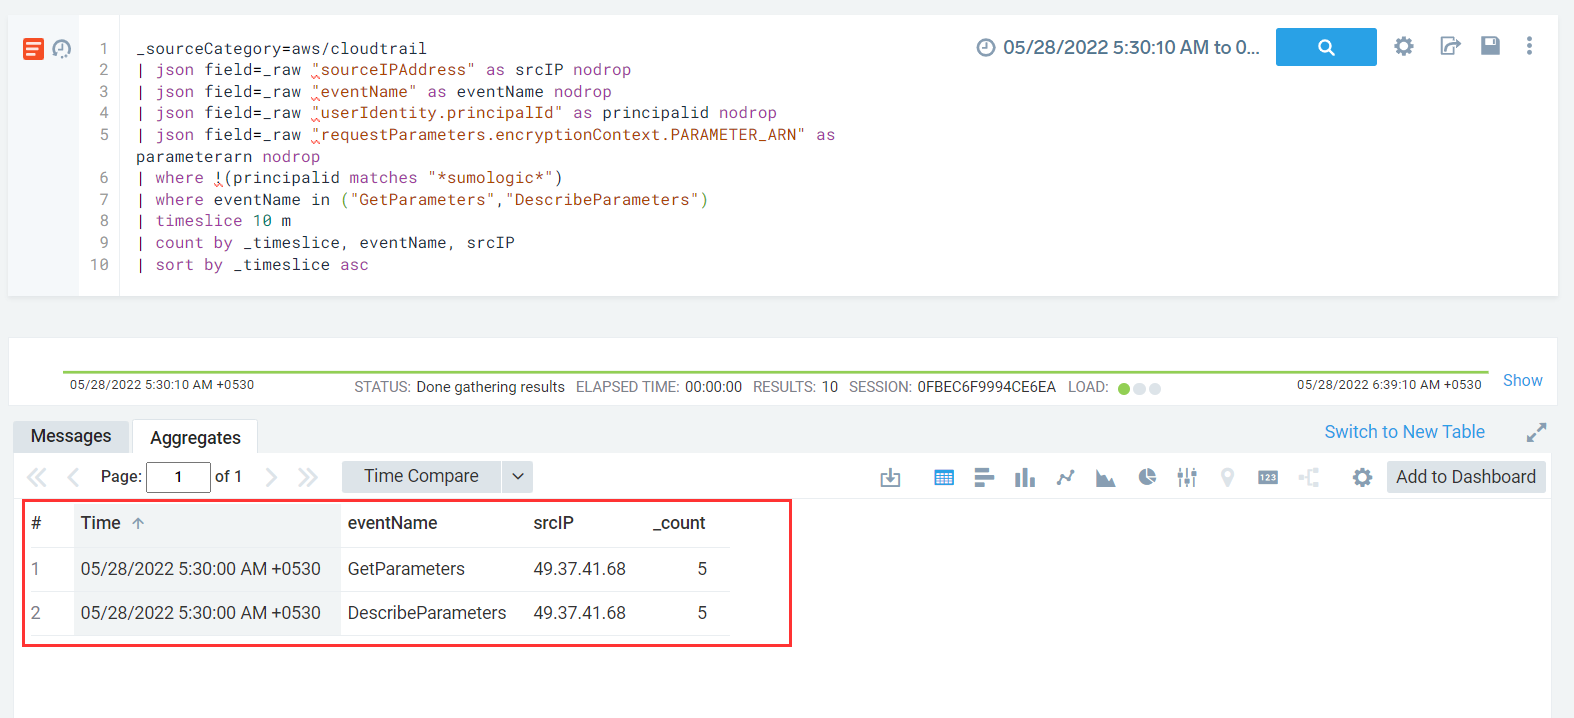 1 _sourceCategory=aws/cloudtrail
05/28/2022 5:30:10 AM to 0...
2 | json field=_raw "sourceIPAddress" as srcIP nodrop
3 | json field=_raw "eventName" as eventName nodrop
4 | json field=_raw "userIdentity.principalId" as principalid nodrop
5 | json field=_raw "requestParameters.encryptionContext.PARAMETER_ARN" as
parameterarn nodrop
6 | where !(principalid matches "*sumologic*")
7 | where eventName in ("GetParameters","DescribeParameters")
8 | timeslice 10 m
9 | count by _timeslice, eventName, srcIP
10 | sort by _timeslice asc
05/28/2022 5:30:10 AM +0530 STATUS: Done gathering results ELAPSED TIME: 00:00:00 RESULTS: 10 SESSION: 0FBEC6F9994CE6EA LOAD: 05/28/2022 6:39:10 AM +0530 Show
Messages Aggregates Switch to New Table
Page: 1 of 1 Time Compare 123 Add to Dashboard
# Time eventName srcIP _count
1 05/28/2022 5:30:00 AM +0530 GetParameters 49.37.41.68 5
2 05/28/2022 5:30:00 AM +0530 DescribeParameters 49.37.41.68 5